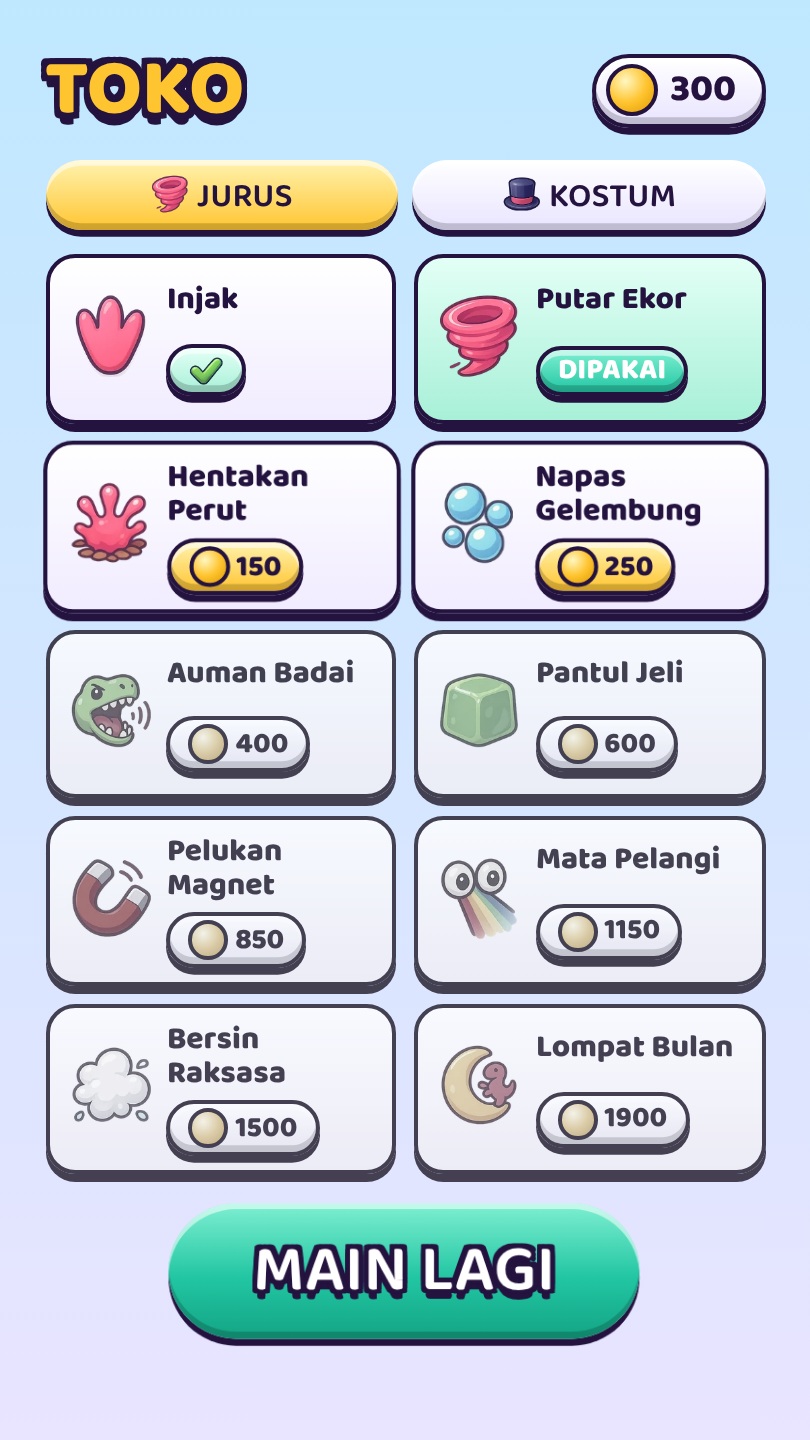 TOKO
300
JURUS
KOSTUM
Injak
Putar Ekor
DIPAKAI
Hentakan
Perut
150
Napas
Gelembung
250
Auman Badai
400
Pantul Jeli
600
Pelukan
Magnet
850
Mata Pelangi
1150
Bersin
Raksasa
1500
Lompat Bulan
1900
MAIN LAGI